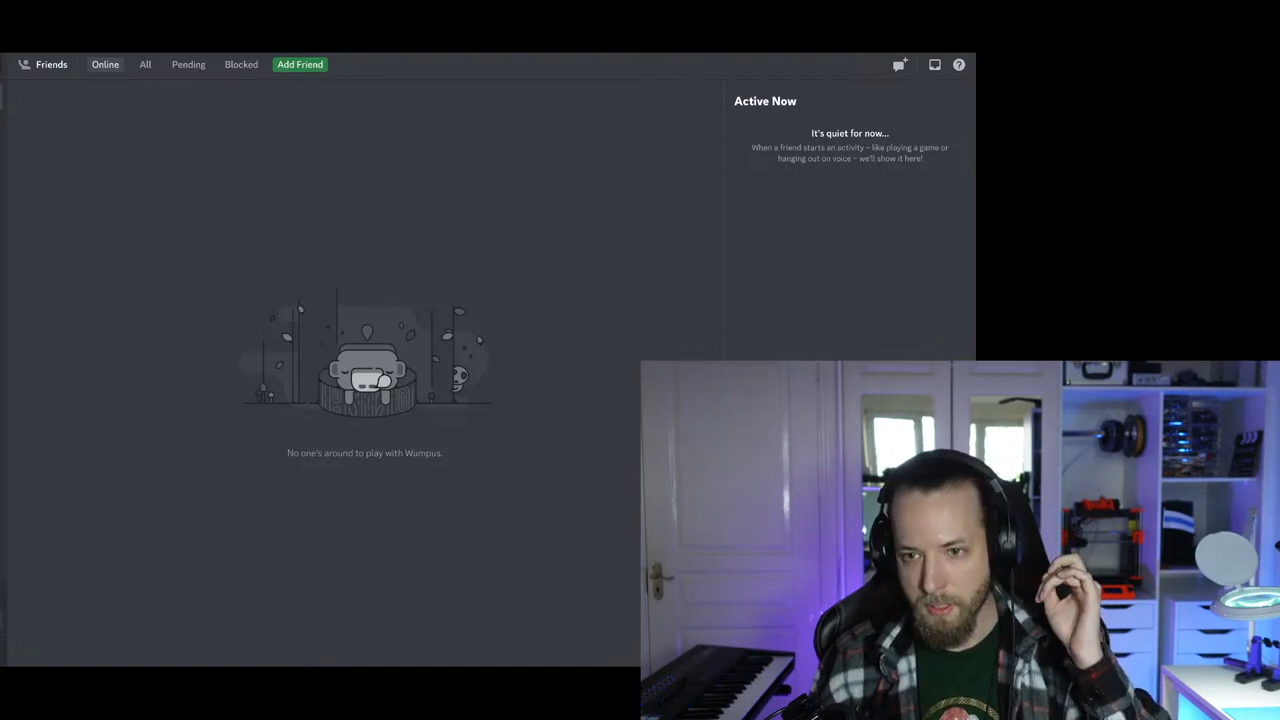 Friends
Online
All
Pending
Blocked
Add Friend
Active Now
It's quiet for now...
When a friend starts an activity – like playing a game or
hanging out on voice – we'll show it here!
No one's around to play with Wumpus.